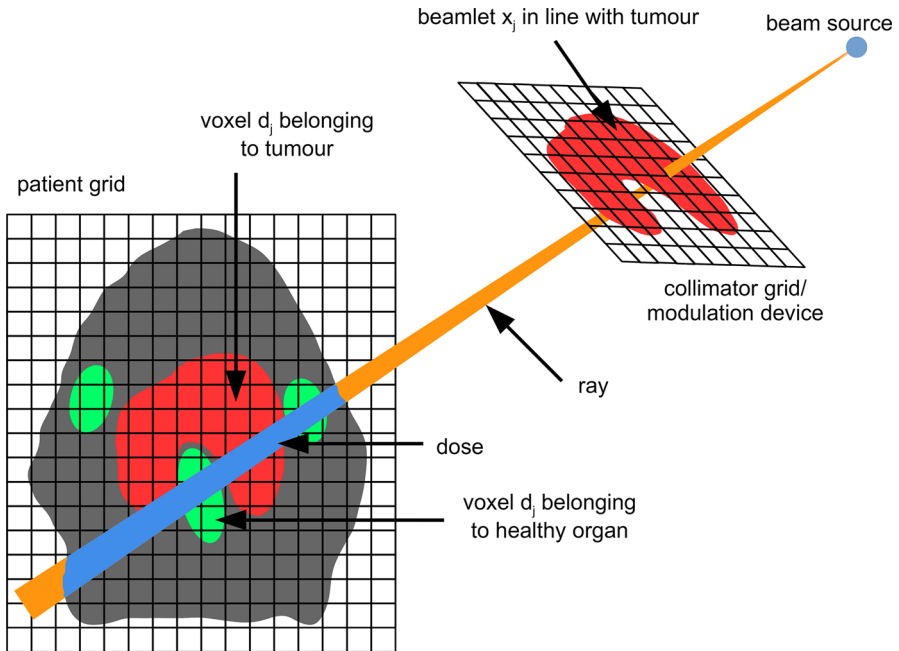 beamlet xj in line with tumour
beam source
voxel dj belonging
to tumour
patient grid
collimator grid/
modulation device
ray
dose
voxel dj belonging
to healthy organ